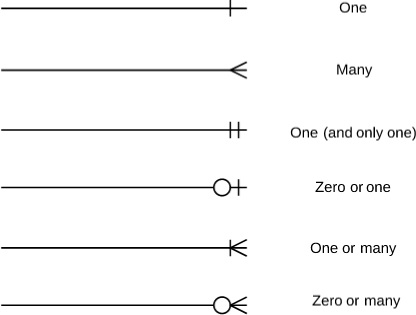 One
Many
One (and only one)
Zero or one
One or many
Zero or many